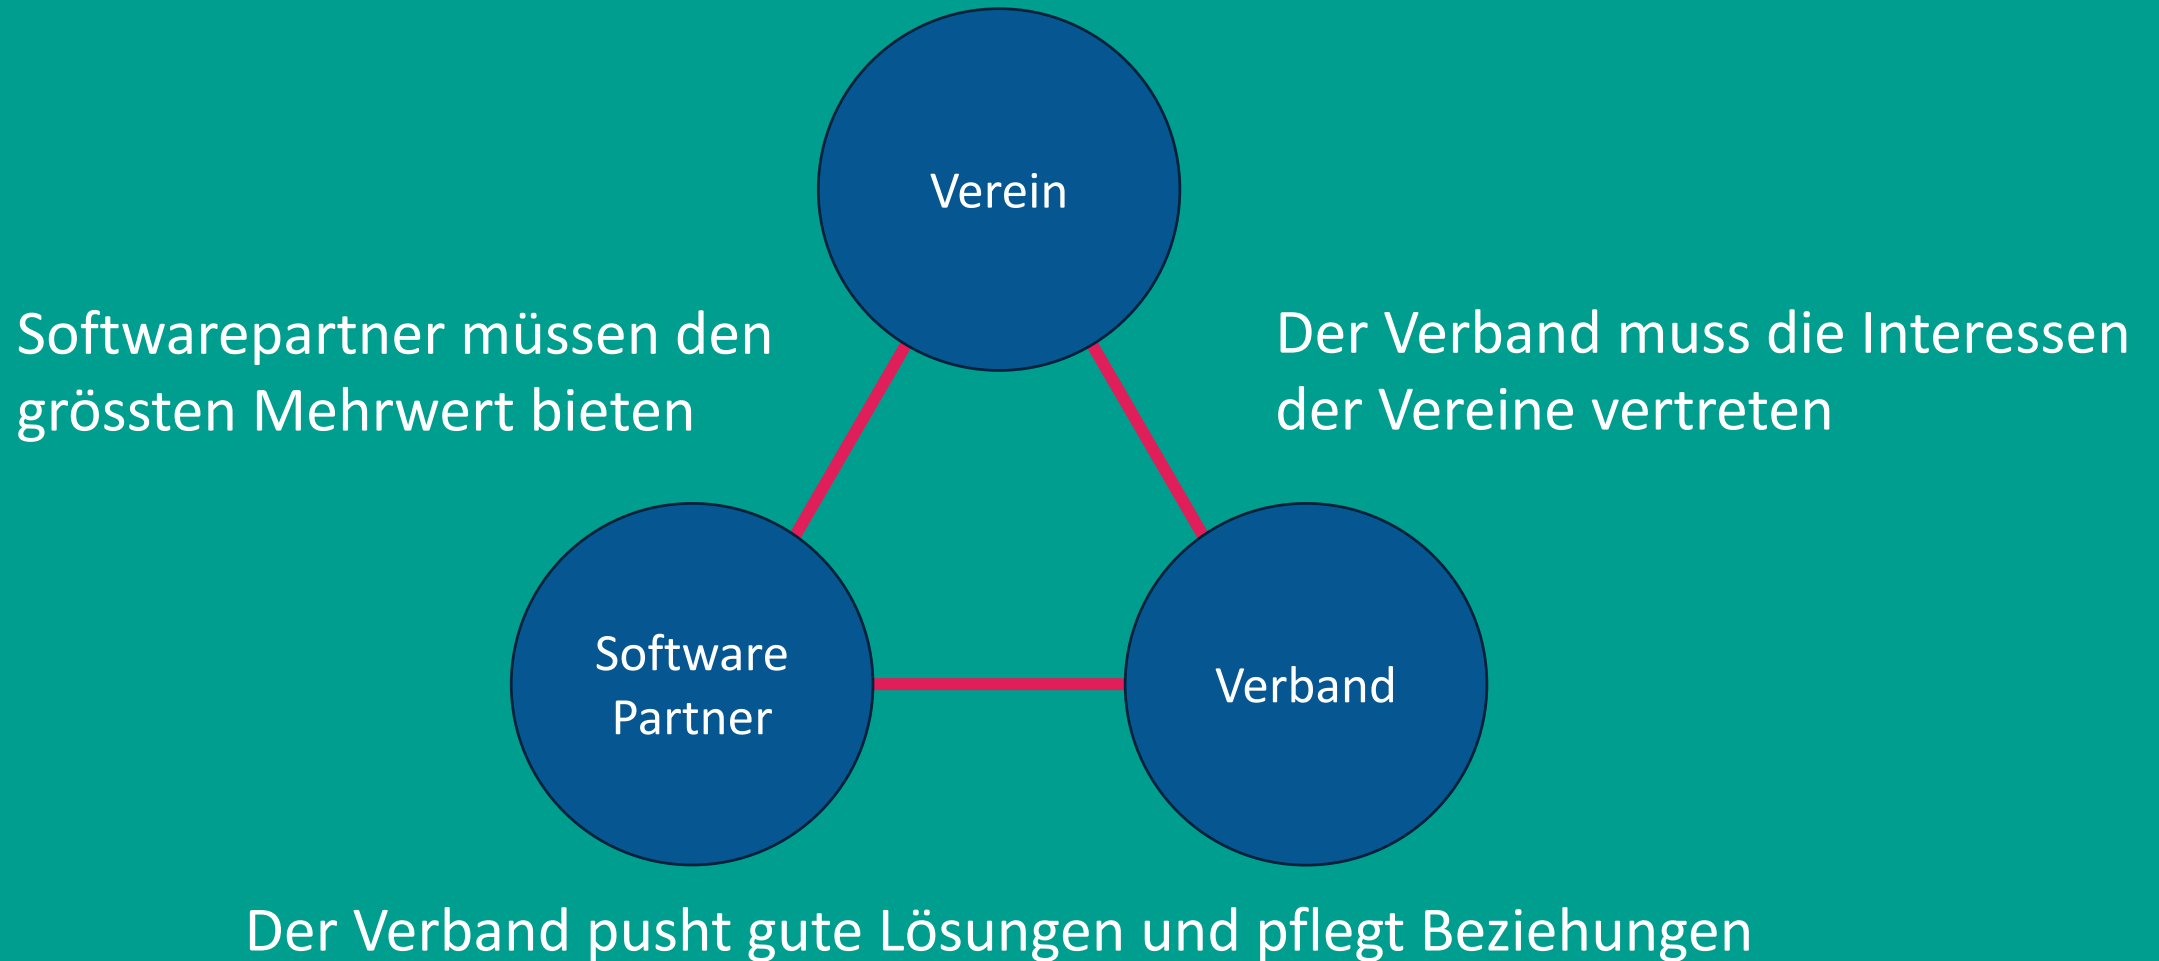 Verein
Softwarepartner müssen den
grössten Mehrwert bieten
Der Verband muss die Interessen
der Vereine vertreten
Software
Partner
Verband
Der Verband pusht gute Lösungen und pflegt Beziehungen